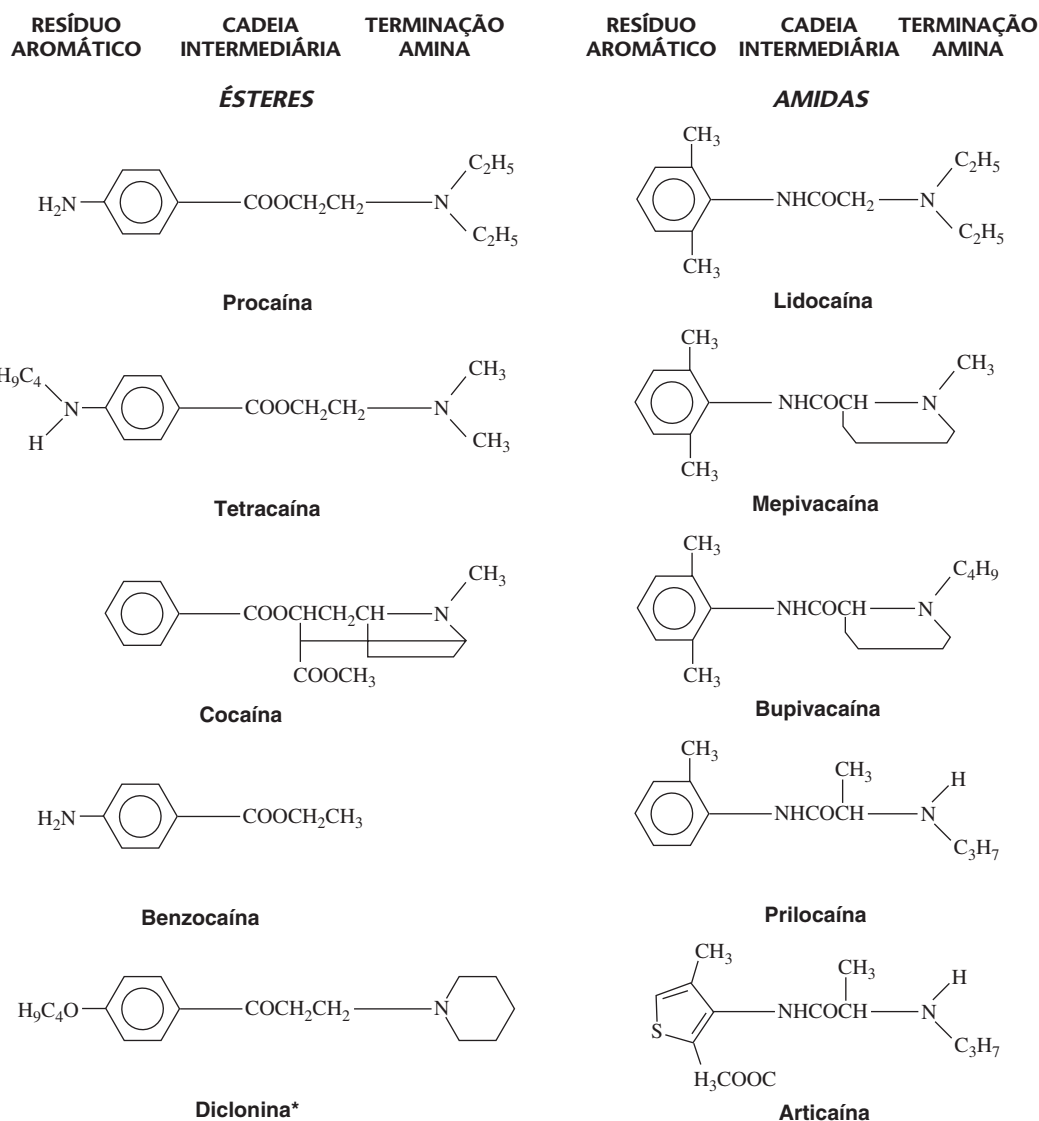 RESÍDUO AROMÁTICO
CADEIA INTERMEDIÁRIA
TERMINAÇÃO AMINA
ÉSTERES
H₂N
COOCH₂CH₂
N
C₂H₅
C₂H₅
Procaína
H₉C₄
N
H
COOCH₂CH₂
N
CH₃
CH₃
Tetracaína
COOCHCH₂CH
N
CH₃
COOCH₃
Cocaína
H₂N
COOCH₂CH₃
Benzocaína
H₉C₄O
COCH₂CH₂
N
Diclonina*
RESÍDUO AROMÁTICO
CADEIA INTERMEDIÁRIA
TERMINAÇÃO AMINA
AMIDAS
CH₃
CH₃
NHCOCH₂
N
C₂H₅
C₂H₅
Lidocaína
CH₃
CH₃
NHCOCH
N
CH₃
Mepivacaína
CH₃
CH₃
NHCOCH
N
C₄H₉
Bupivacaína
CH₃
NHCOCH
CH₃
N
H
C₃H₇
Prilocaína
CH₃
S
H₃COOC
NHCOCH
CH₃
N
H
C₃H₇
Articaína